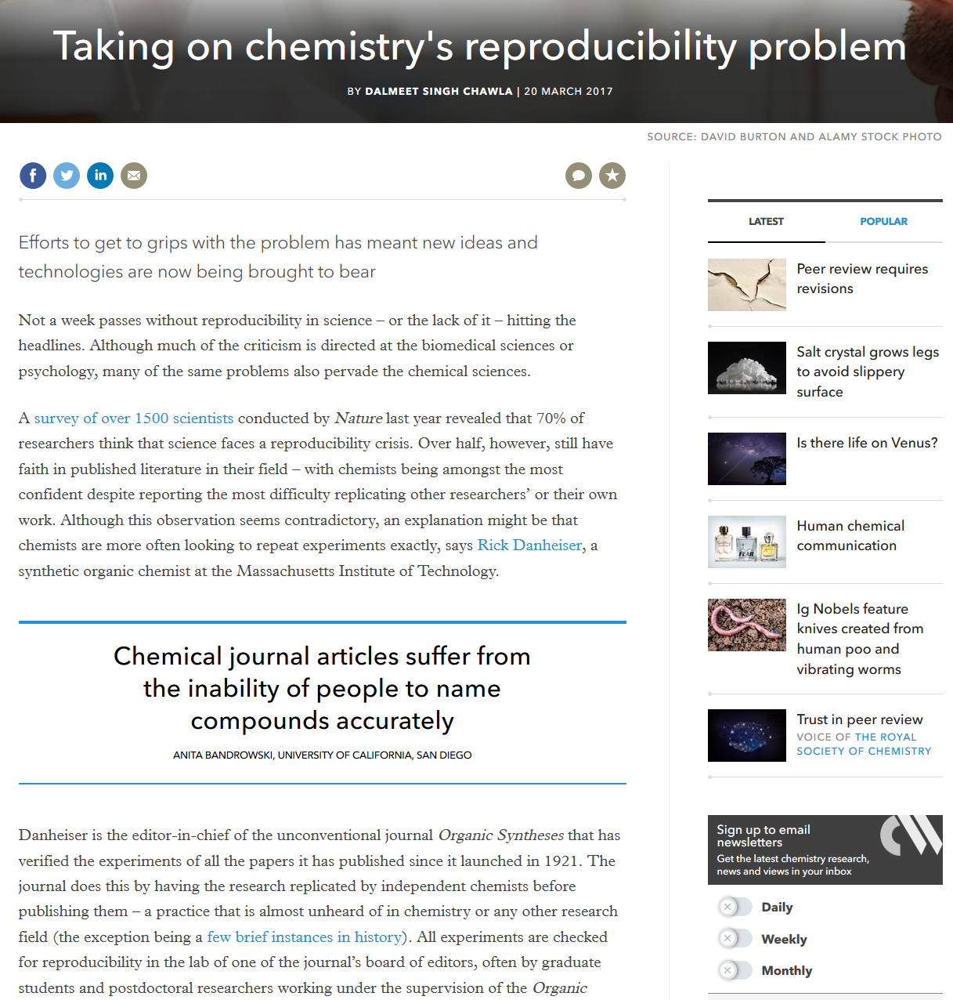 Taking on chemistry's reproducibility problem
BY DALMEET SINGH CHAWLA | 20 MARCH 2017
SOURCE: DAVID BURTON AND ALAMY STOCK PHOTO
Efforts to get to grips with the problem has meant new ideas and
technologies are now being brought to bear
Not a week passes without reproducibility in science – or the lack of it – hitting the
headlines. Although much of the criticism is directed at the biomedical sciences or
psychology, many of the same problems also pervade the chemical sciences.
A survey of over 1500 scientists conducted by Nature last year revealed that 70% of
researchers think that science faces a reproducibility crisis. Over half, however, still have
faith in published literature in their field – with chemists being amongst the most
confident despite reporting the most difficulty replicating other researchers’ or their own
work. Although this observation seems contradictory, an explanation might be that
chemists are more often looking to repeat experiments exactly, says Rick Danheiser, a
synthetic organic chemist at the Massachusetts Institute of Technology.
Chemical journal articles suffer from
the inability of people to name
compounds accurately
ANITA BANDROWSKI, UNIVERSITY OF CALIFORNIA, SAN DIEGO
Danheiser is the editor-in-chief of the unconventional journal Organic Syntheses that has
verified the experiments of all the papers it has published since it launched in 1921. The
journal does this by having the research replicated by independent chemists before
publishing them – a practice that is almost unheard of in chemistry or any other research
field (the exception being a few brief instances in history). All experiments are checked
for reproducibility in the lab of one of the journal’s board of editors, often by graduate
students and postdoctoral researchers working under the supervision of the Organic
LATEST
POPULAR
Peer review requires
revisions
Salt crystal grows legs
to avoid slippery
surface
Is there life on Venus?
Human chemical
communication
FEAR
Ig Nobels feature
knives created from
human poo and
vibrating worms
Trust in peer review
VOICE OF THE ROYAL
SOCIETY OF CHEMISTRY
Sign up to email
newsletters
Get the latest chemistry research,
news and views in your inbox
CW
Daily
Weekly
Monthly